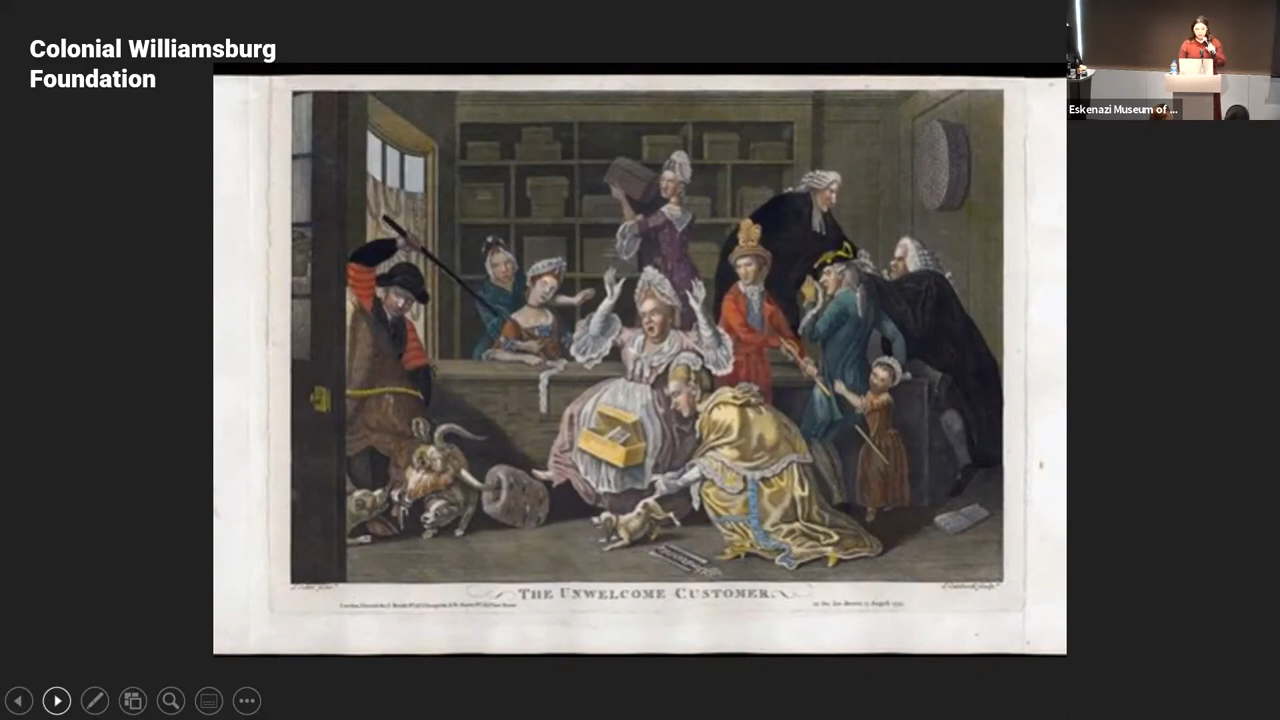 Colonial Williamsburg
Foundation
Eskenazi Museum of ...
THE UNWELCOME CUSTOMER.